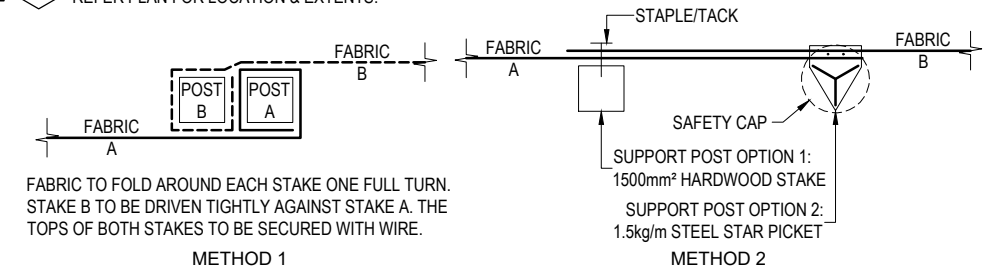 REFER PLAN FOR LOCATION & EXTENTS.
STAPLE/TACK
FABRIC
B
FABRIC
A
FABRIC
B
POST
B
POST
A
FABRIC
A
SAFETY CAP
SUPPORT POST OPTION 1:
1500mm² HARDWOOD STAKE
SUPPORT POST OPTION 2:
1.5kg/m STEEL STAR PICKET
FABRIC TO FOLD AROUND EACH STAKE ONE FULL TURN.
STAKE B TO BE DRIVEN TIGHTLY AGAINST STAKE A. THE
TOPS OF BOTH STAKES TO BE SECURED WITH WIRE.
METHOD 1
METHOD 2